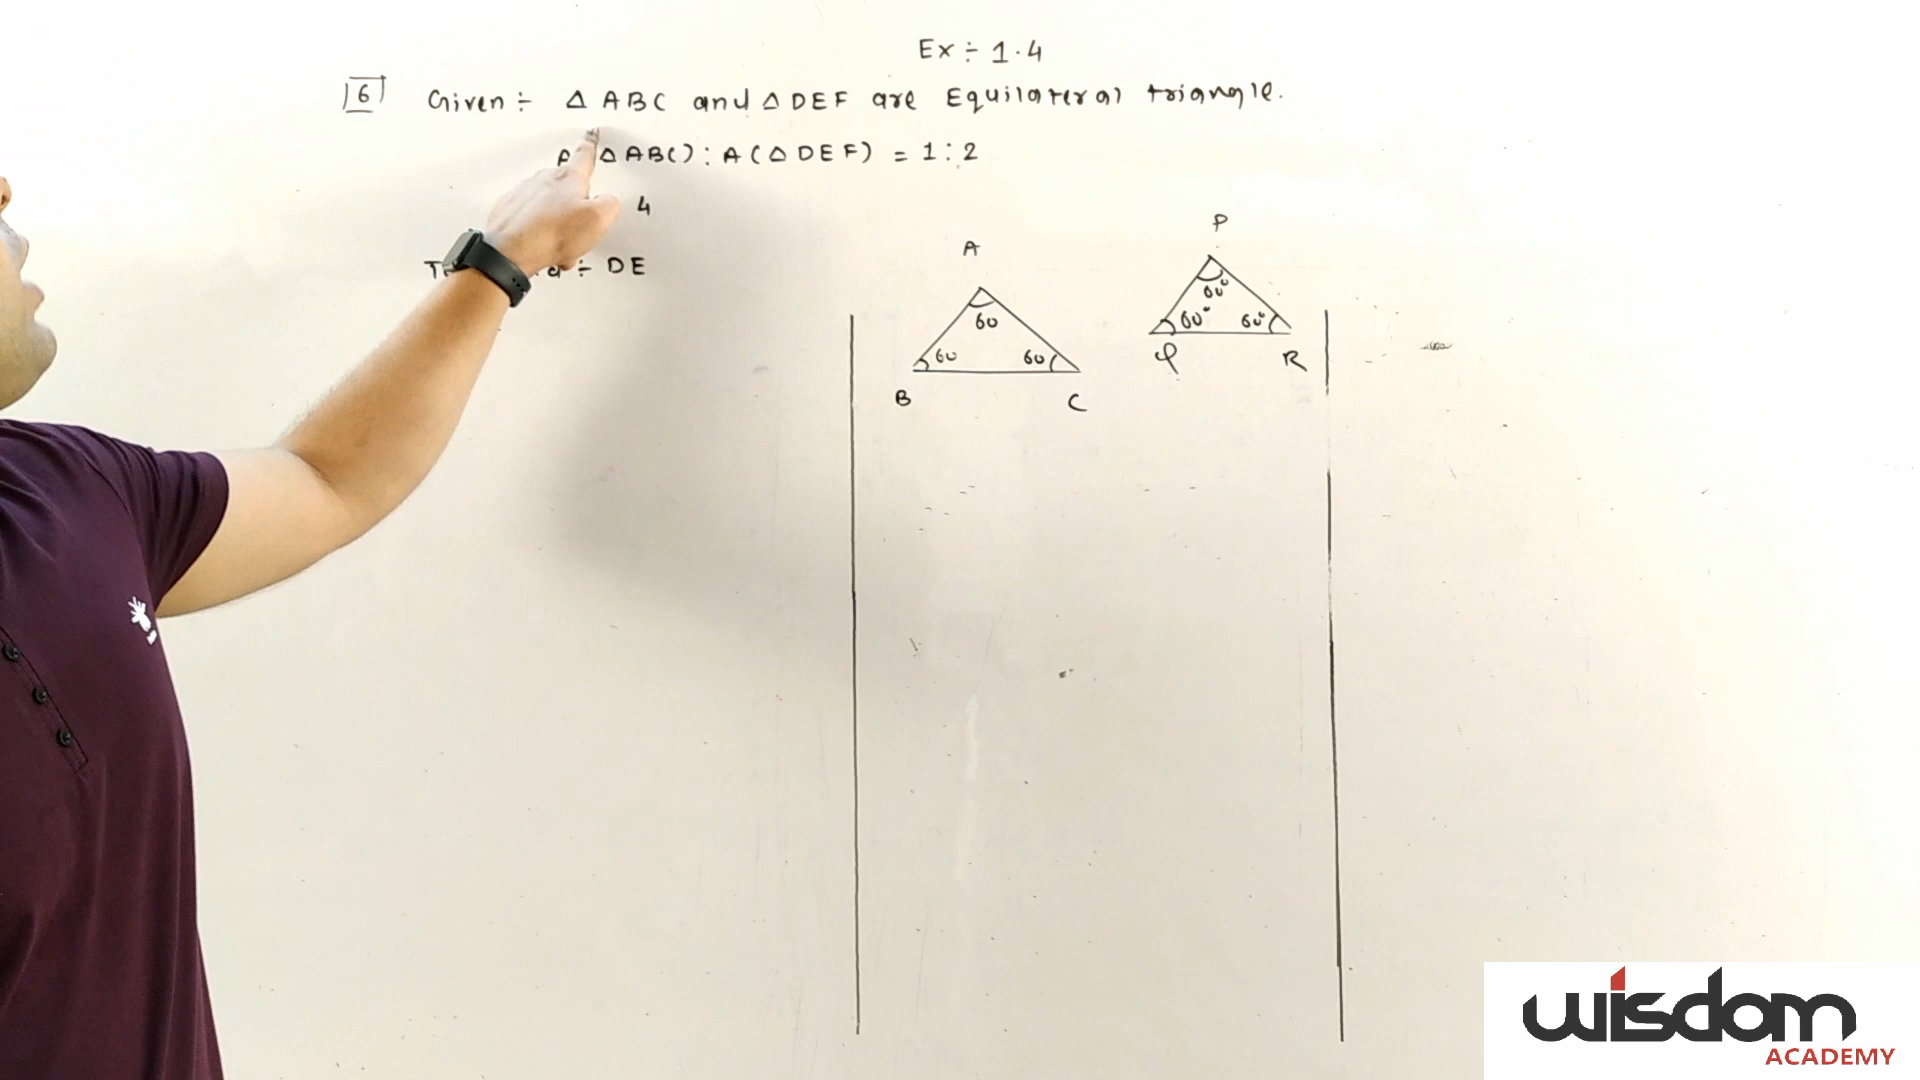 Ex ÷ 1.4
6 Given ÷ △ ABC and △ DEF are Equilateral triangle.
△ ABC) : A (△ DEF) = 1 : 2
4
÷ DE
P
A
60°
60° 60°
60
Q R
60 60
B C
wisdom
ACADEMY